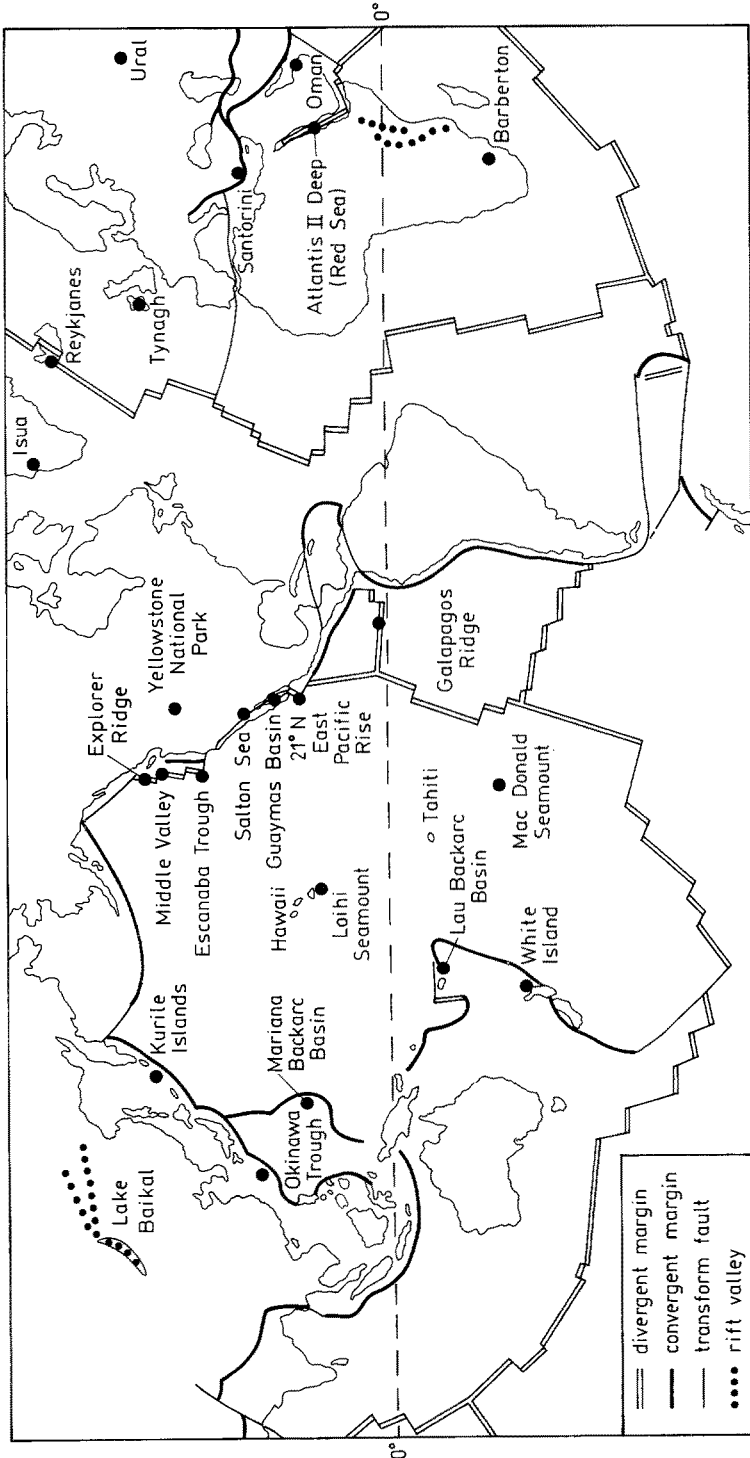 Lake
Baikal
Kurile
Islands
Okinawa
Trough
Mariana
Backarc
Basin
Explorer
Ridge
Middle Valley
Escanaba Trough
Yellowstone
National
Park
Salton Sea
Guaymas Basin
21° N
East
Pacific
Rise
Hawaii
Loihi
Seamount
Galapagos
Ridge
Tahiti
Mac Donald
Seamount
Lau Backarc
Basin
White
Island
Isua
Reykjanes
Tynagh
Ural
Santorini
Oman
Atlantis II Deep
(Red Sea)
Barberton
0°
0°
divergent margin
convergent margin
transform fault
rift valley